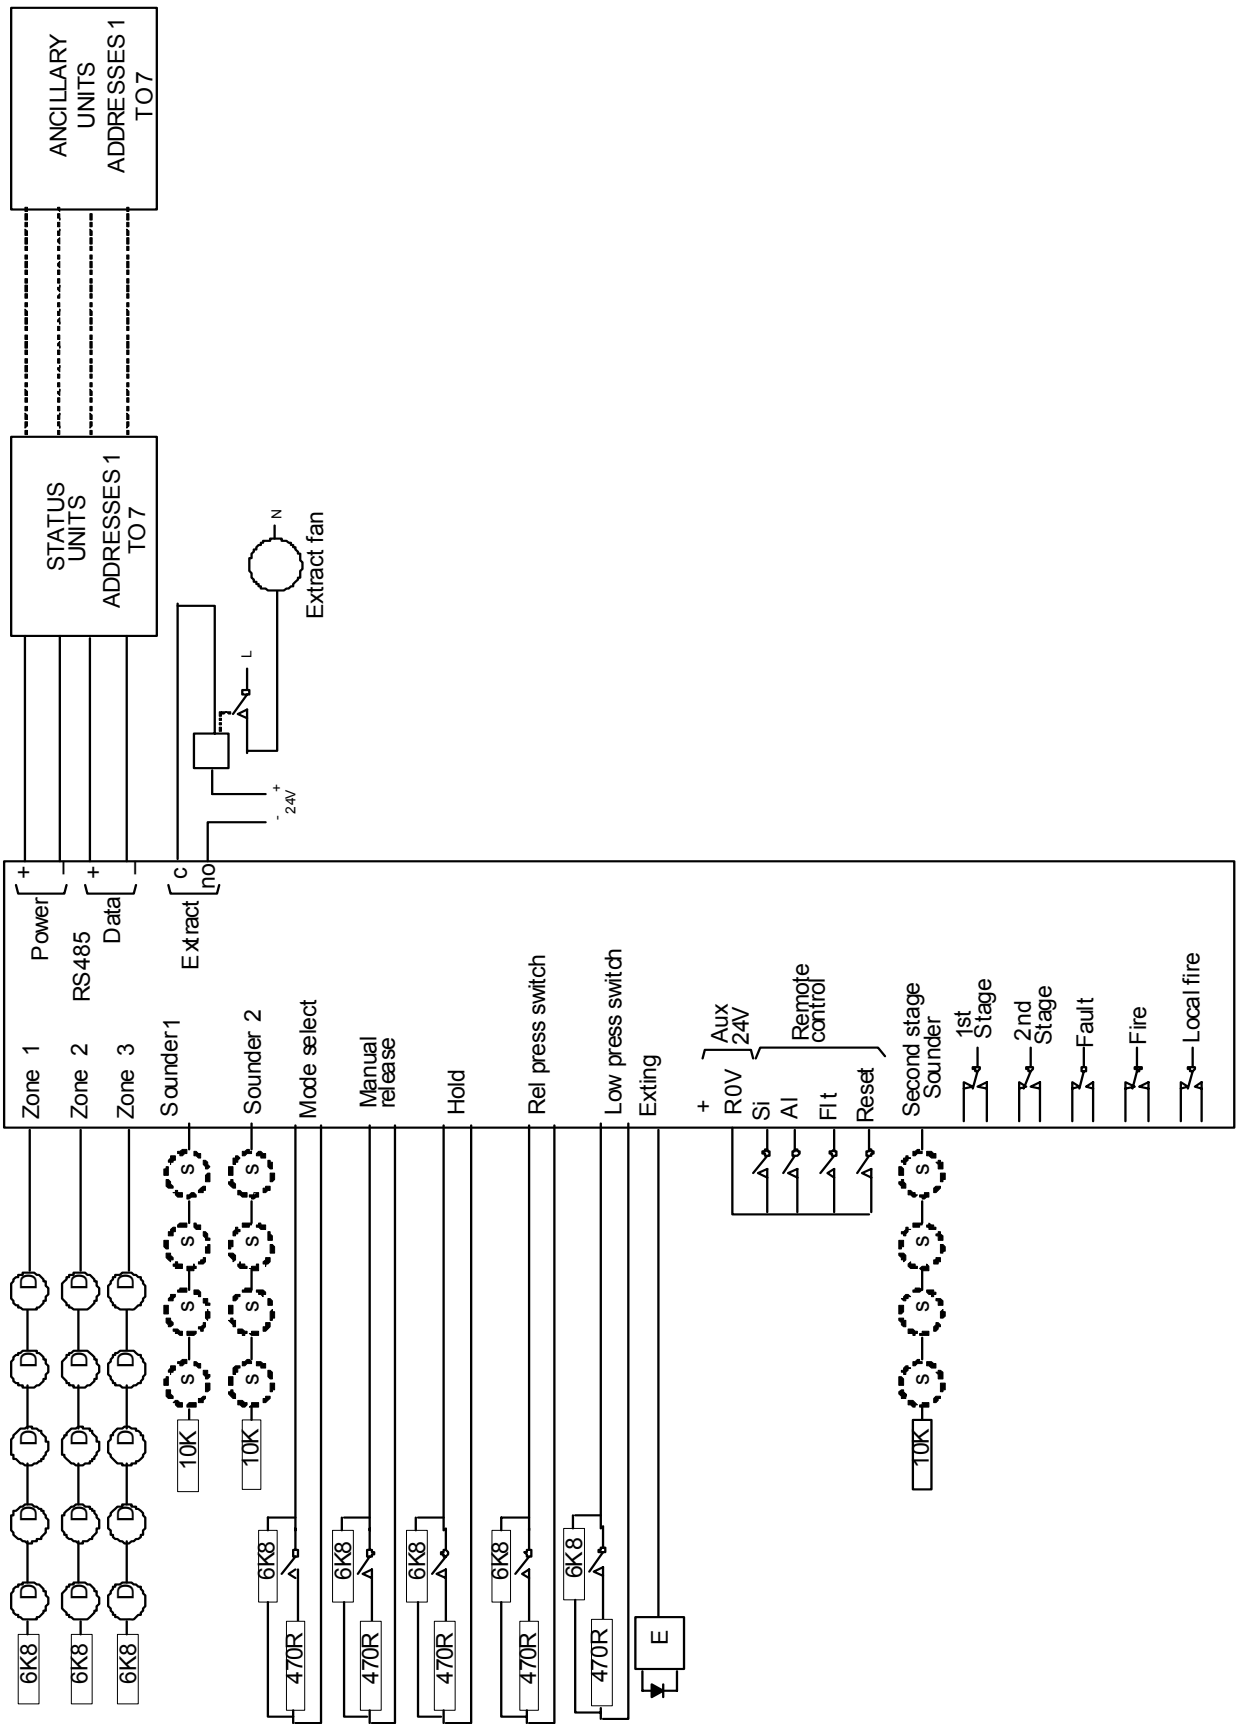 ANCILLARY
UNITS
ADDRESSES 1
TO 7
STATUS
UNITS
ADDRESSES 1
TO 7
N
Extract fan
L
+
-
24V
+
-
Power
RS485
+
-
Data
c
no
Extract
Zone 1
Zone 2
Zone 3
Sounder1
Sounder 2
Mode select
Manual
release
Hold
Rel press switch
Low press switch
Exting
+
R0V
Aux
24V
Si
Al
Flt
Reset
Remote
control
Second stage
Sounder
1st
Stage
2nd
Stage
Fault
Fire
Local fire
D D D D D 6K8
D D D D D 6K8
D D D D D 6K8
S S S S 10K
S S S S 10K
6K8
470R
6K8
470R
6K8
470R
6K8
470R
6K8
470R
E
S S S S 10K